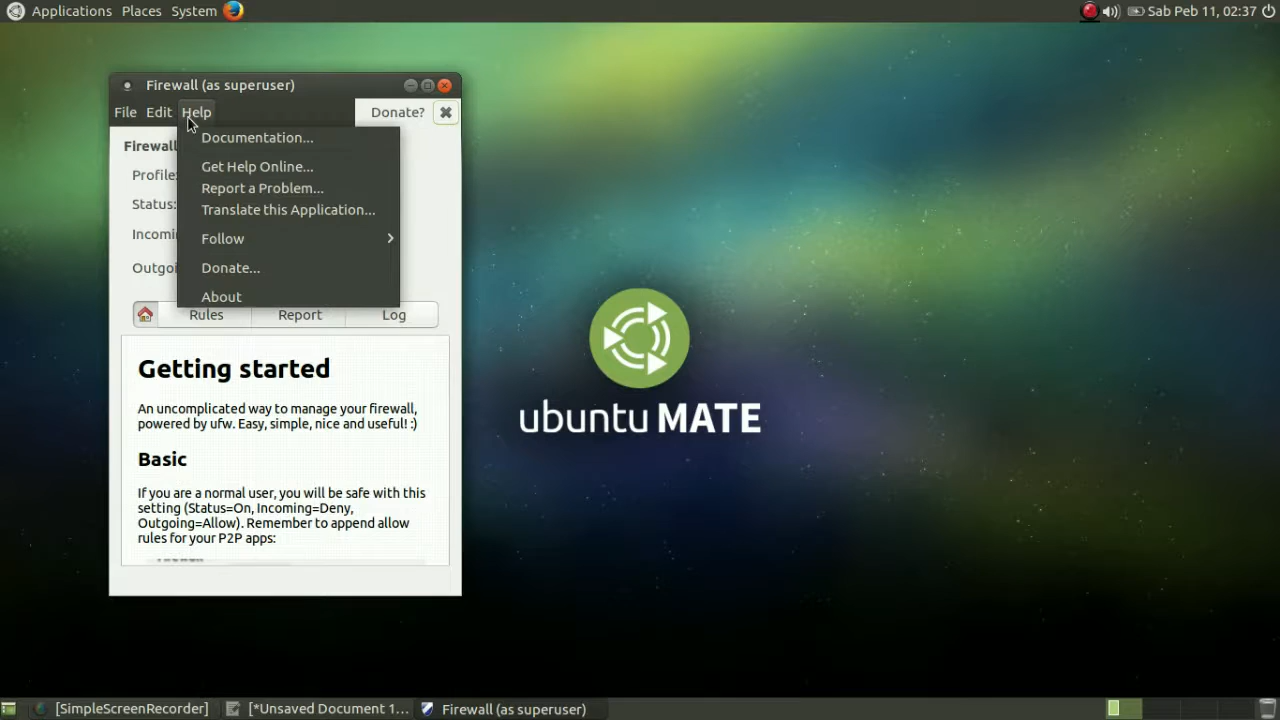 Applications Places System Sab Peb 11, 02:37
Firewall (as superuser)
File Edit Help Donate?
Firewall
Profile:
Status:
Incomi
Outgoi
Documentation...
Get Help Online...
Report a Problem...
Translate this Application...
Follow
Donate...
About
Rules Report Log
Getting started
An uncomplicated way to manage your firewall,
powered by ufw. Easy, simple, nice and useful! :)
Basic
If you are a normal user, you will be safe with this
setting (Status=On, Incoming=Deny,
Outgoing=Allow). Remember to append allow
rules for your P2P apps:
ubuntu MATE
[SimpleScreenRecorder] [*Unsaved Document 1... Firewall (as superuser)